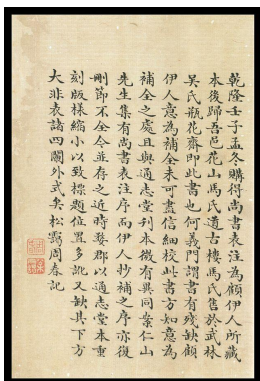 乾隆壬子孟冬購得尚書表注為顧伊人所藏
本後歸吾邑花山馬氏道古樓馬氏售於武林
吳氏瓶花齋即此書也何義門謂書有殘缺顧
伊人意為補全未可盡信細校此書方知意為
補全之處且與通志堂刊本微有異同案仁山
先生集有尚書表注序而伊人抄補之序亦復
刪節不全今並存之近時婺郡以通志堂本重
刻版樣縮小以致標題位置多訛又缺其下方
大非表諸四闌外式矣松靄周春記